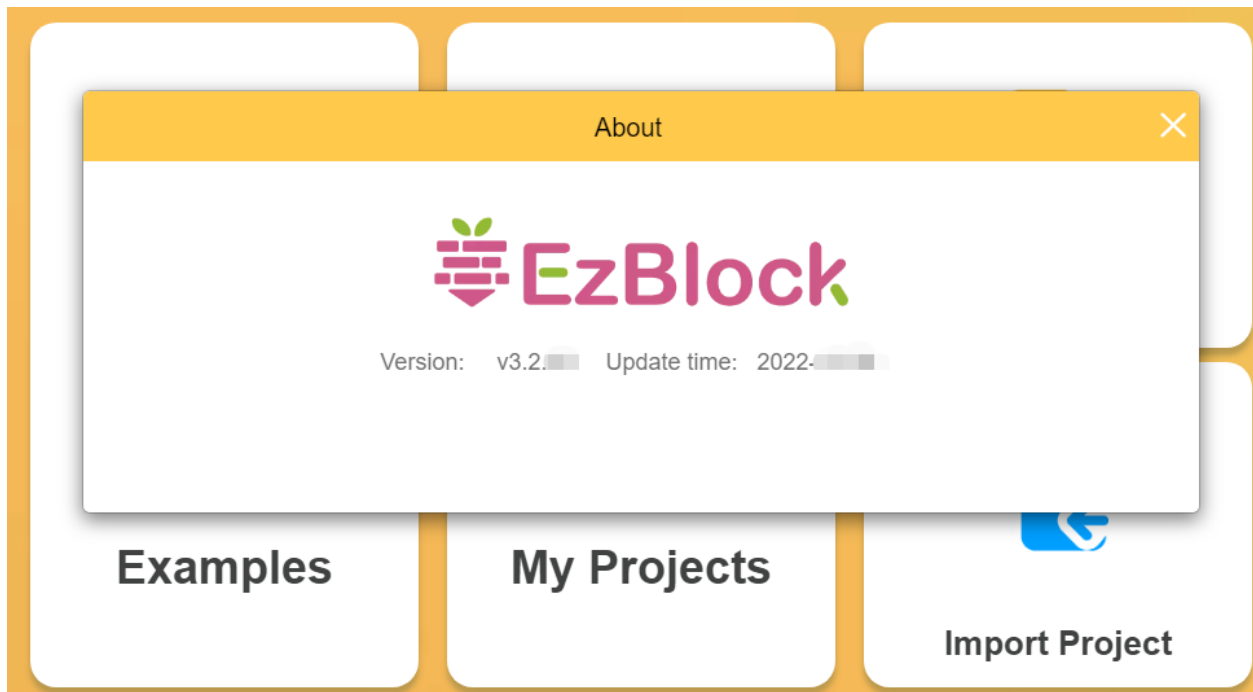 About
EzBlock
Version: v3.2. Update time: 2022-
Examples
My Projects
Import Project